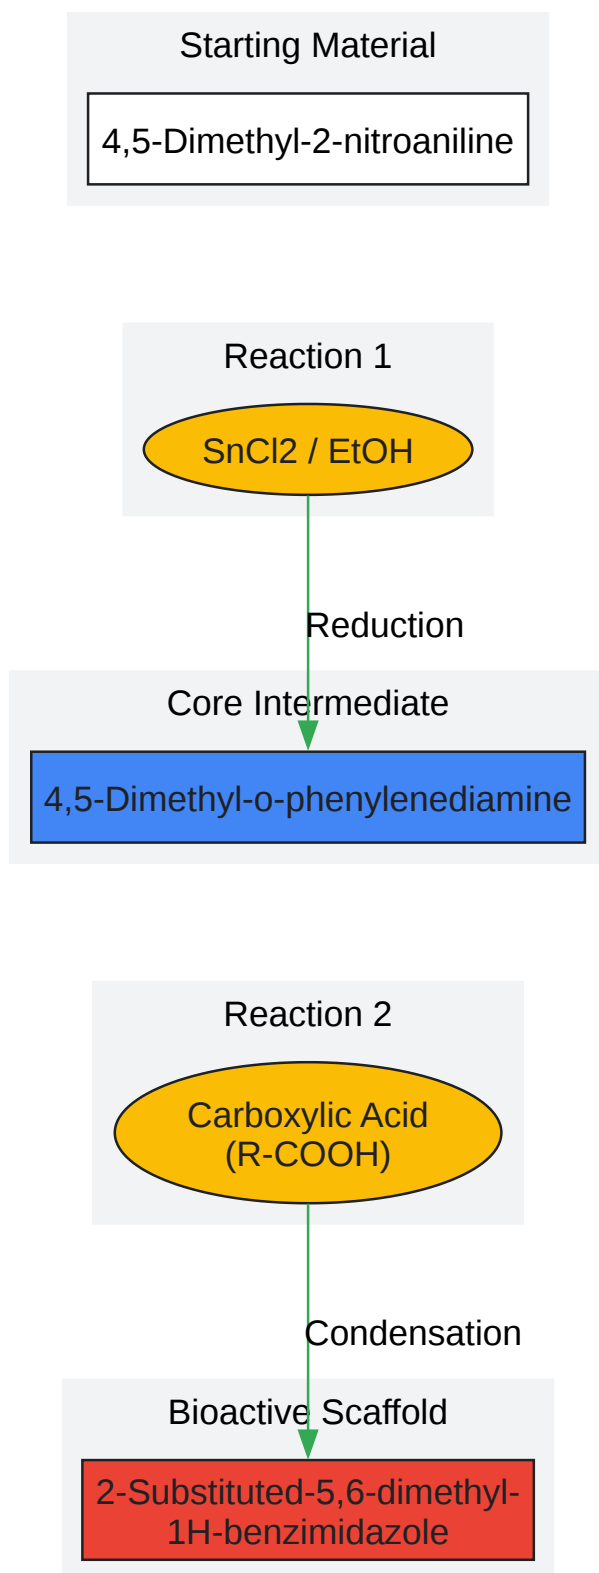 Starting Material
4,5-Dimethyl-2-nitroaniline
Reaction 1
SnCl2 / EtOH
Reduction
Core Intermediate
4,5-Dimethyl-o-phenylenediamine
Reaction 2
Carboxylic Acid
(R-COOH)
Condensation
Bioactive Scaffold
2-Substituted-5,6-dimethyl-
1H-benzimidazole